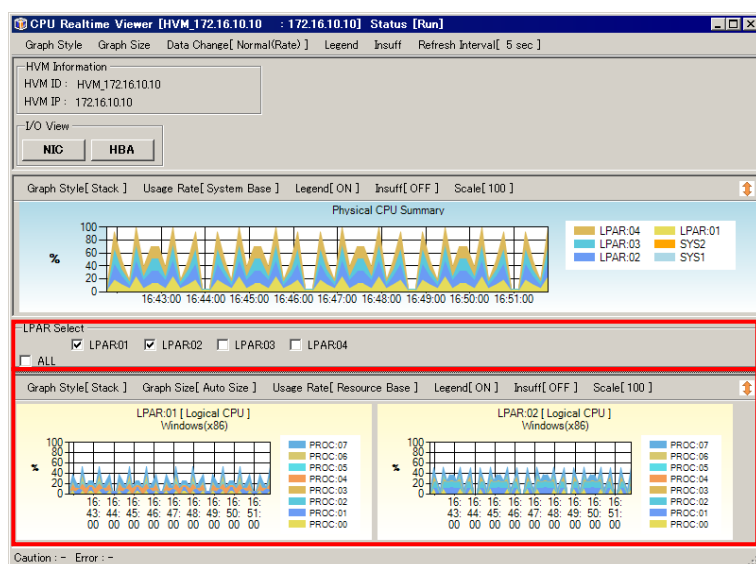 CPU Realtime Viewer [HVM_172.16.10.10 : 172.16.10.10] Status [Run]
Graph Style Graph Size Data Change[ Normal(Rate) ] Legend Insuff Refresh Interval[ 5 sec ]
HVM Information
HVM ID : HVM_172.16.10.10
HVM IP : 172.16.10.10
I/O View
NIC HBA
Graph Style[ Stack ] Usage Rate[ System Base ] Legend[ ON ] Insuff[ OFF ] Scale[ 100 ]
Physical CPU Summary
%
100
80
60
40
20
0
16:43:00 16:44:00 16:45:00 16:46:00 16:47:00 16:48:00 16:49:00 16:50:00 16:51:00
LPAR:04 LPAR:01
LPAR:03 SYS2
LPAR:02 SYS1
LPAR Select
LPAR:01 LPAR:02 LPAR:03 LPAR:04
ALL
Graph Style[ Stack ] Graph Size[ Auto Size ] Usage Rate[ Resource Base ] Legend[ ON ] Insuff[ OFF ] Scale[ 100 ]
LPAR:01 [ Logical CPU ]
Windows(x86)
%
100
80
60
40
20
0
16: 16: 16: 16: 16: 16: 16: 16: 16:
43: 44: 45: 46: 47: 48: 49: 50: 51:
00 00 00 00 00 00 00 00 00
PROC:07
PROC:06
PROC:05
PROC:04
PROC:03
PROC:02
PROC:01
PROC:00
LPAR:02 [ Logical CPU ]
Windows(x86)
%
100
80
60
40
20
0
16: 16: 16: 16: 16: 16: 16: 16: 16:
43: 44: 45: 46: 47: 48: 49: 50: 51:
00 00 00 00 00 00 00 00 00
PROC:07
PROC:06
PROC:05
PROC:04
PROC:03
PROC:02
PROC:01
PROC:00
Caution : - Error : -